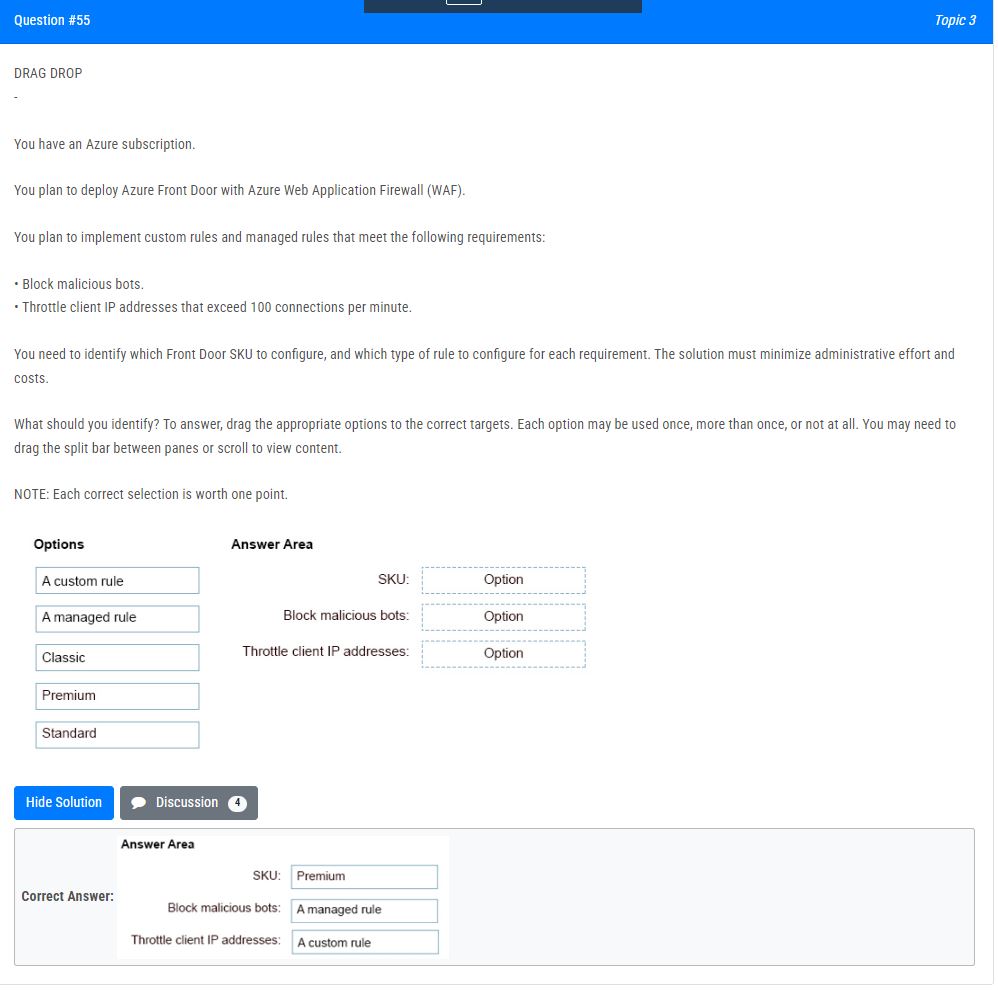 Question #55
Topic 3
DRAG DROP
-
You have an Azure subscription.
You plan to deploy Azure Front Door with Azure Web Application Firewall (WAF).
You plan to implement custom rules and managed rules that meet the following requirements:
• Block malicious bots.
• Throttle client IP addresses that exceed 100 connections per minute.
You need to identify which Front Door SKU to configure, and which type of rule to configure for each requirement. The solution must minimize administrative effort and
costs.
What should you identify? To answer, drag the appropriate options to the correct targets. Each option may be used once, more than once, or not at all. You may need to
drag the split bar between panes or scroll to view content.
NOTE: Each correct selection is worth one point.
Options
A custom rule
A managed rule
Classic
Premium
Standard
Answer Area
SKU: Option
Block malicious bots: Option
Throttle client IP addresses: Option
Hide Solution
Discussion 4
Correct Answer:
Answer Area
SKU: Premium
Block malicious bots: A managed rule
Throttle client IP addresses: A custom rule